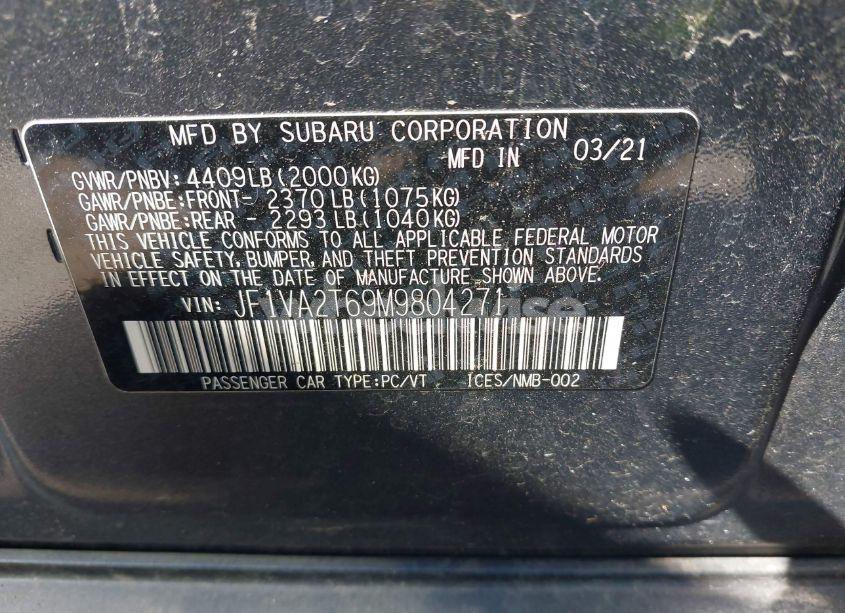 MFD BY SUBARU CORPORATION
MFD IN 03/21
GVWR/PNBV: 4409LB(2000KG)
GAWR/PNBE:FRONT- 2370 LB(1075KG)
GAWR/PNBE:REAR - 2293 LB(1040KG)
THIS VEHICLE CONFORMS TO ALL APPLICABLE FEDERAL MOTOR
VEHICLE SAFETY, BUMPER, AND THEFT PREVENTION STANDARDS
IN EFFECT ON THE DATE OF MANUFACTURE SHOWN ABOVE.
VIN: JF1VA2T69M9804271
PASSENGER CAR TYPE:PC/VT ICES/NMB-002